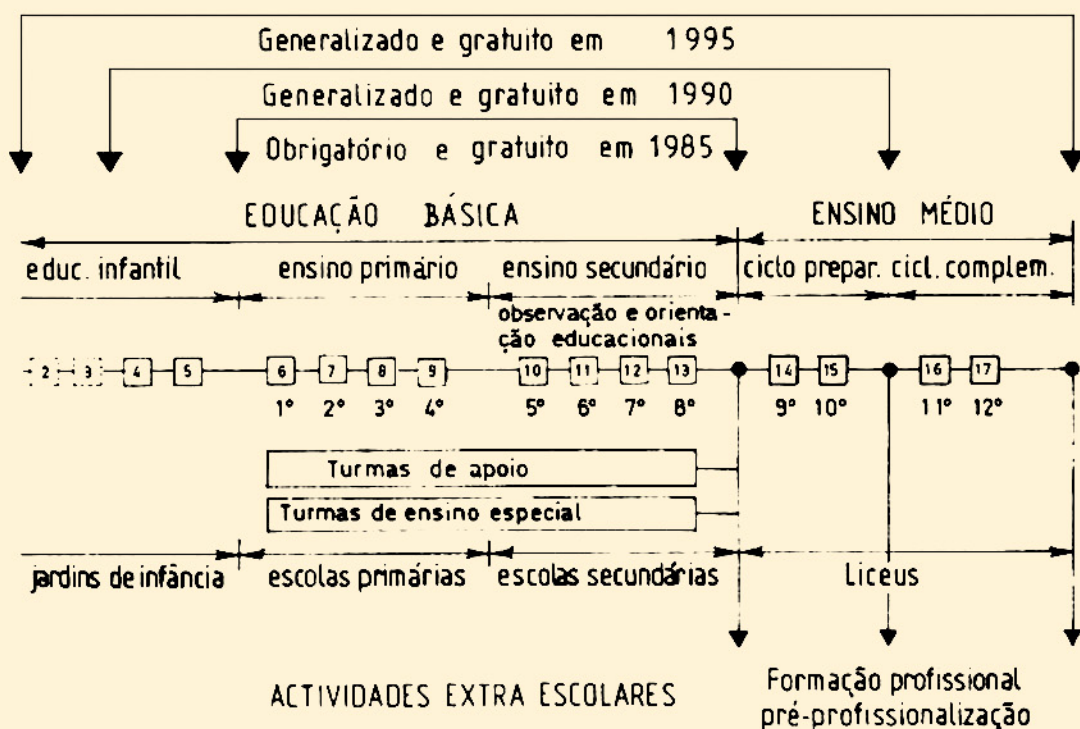 Generalizado e gratuito em 1995
Generalizado e gratuito em 1990
Obrigatório e gratuito em 1985
EDUCAÇÃO BÁSICA ENSINO MÉDIO
educ. infantil ensino primário ensino secundário ciclo prepar. cicl. complem.
observação e orienta-
ção educacionais
2 3 4 5 6 7 8 9 10 11 12 13 14 15 16 17
1° 2° 3° 4° 5° 6° 7° 8° 9° 10° 11° 12°
Turmas de apoio
Turmas de ensino especial
jardins de infância escolas primárias escolas secundárias Liceus
ACTIVIDADES EXTRA ESCOLARES
Formação profissional
pré-profissionalização